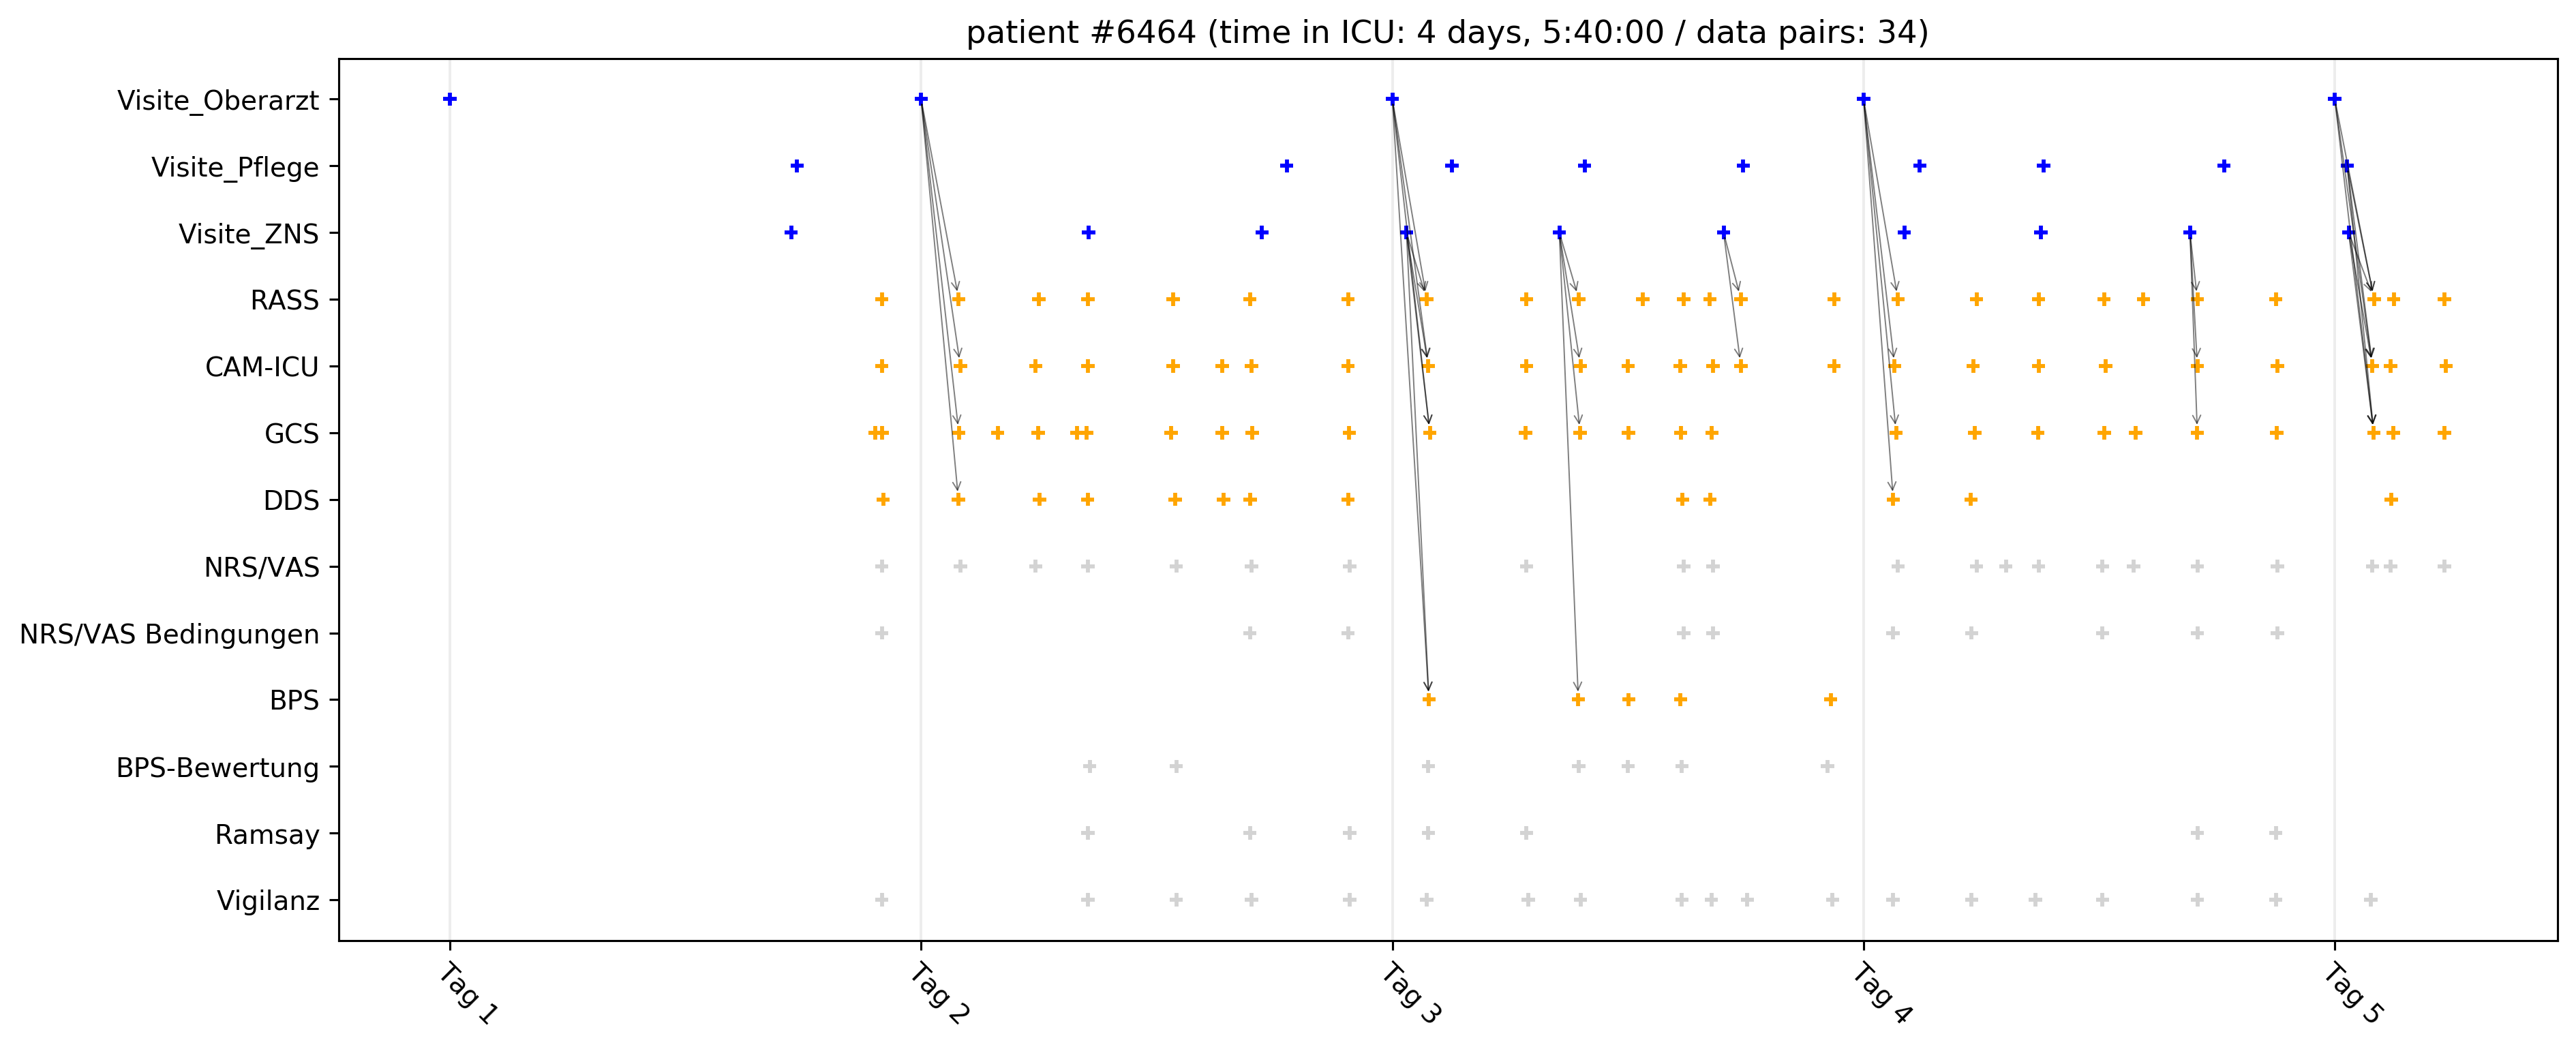 patient #6464 (time in ICU: 4 days, 5:40:00 / data pairs: 34)
Visite_Oberarzt
Visite_Pflege
Visite_ZNS
RASS
CAM-ICU
GCS
DDS
NRS/VAS
NRS/VAS Bedingungen
BPS
BPS-Bewertung
Ramsay
Vigilanz
Tag 1
Tag 2
Tag 3
Tag 4
Tag 5